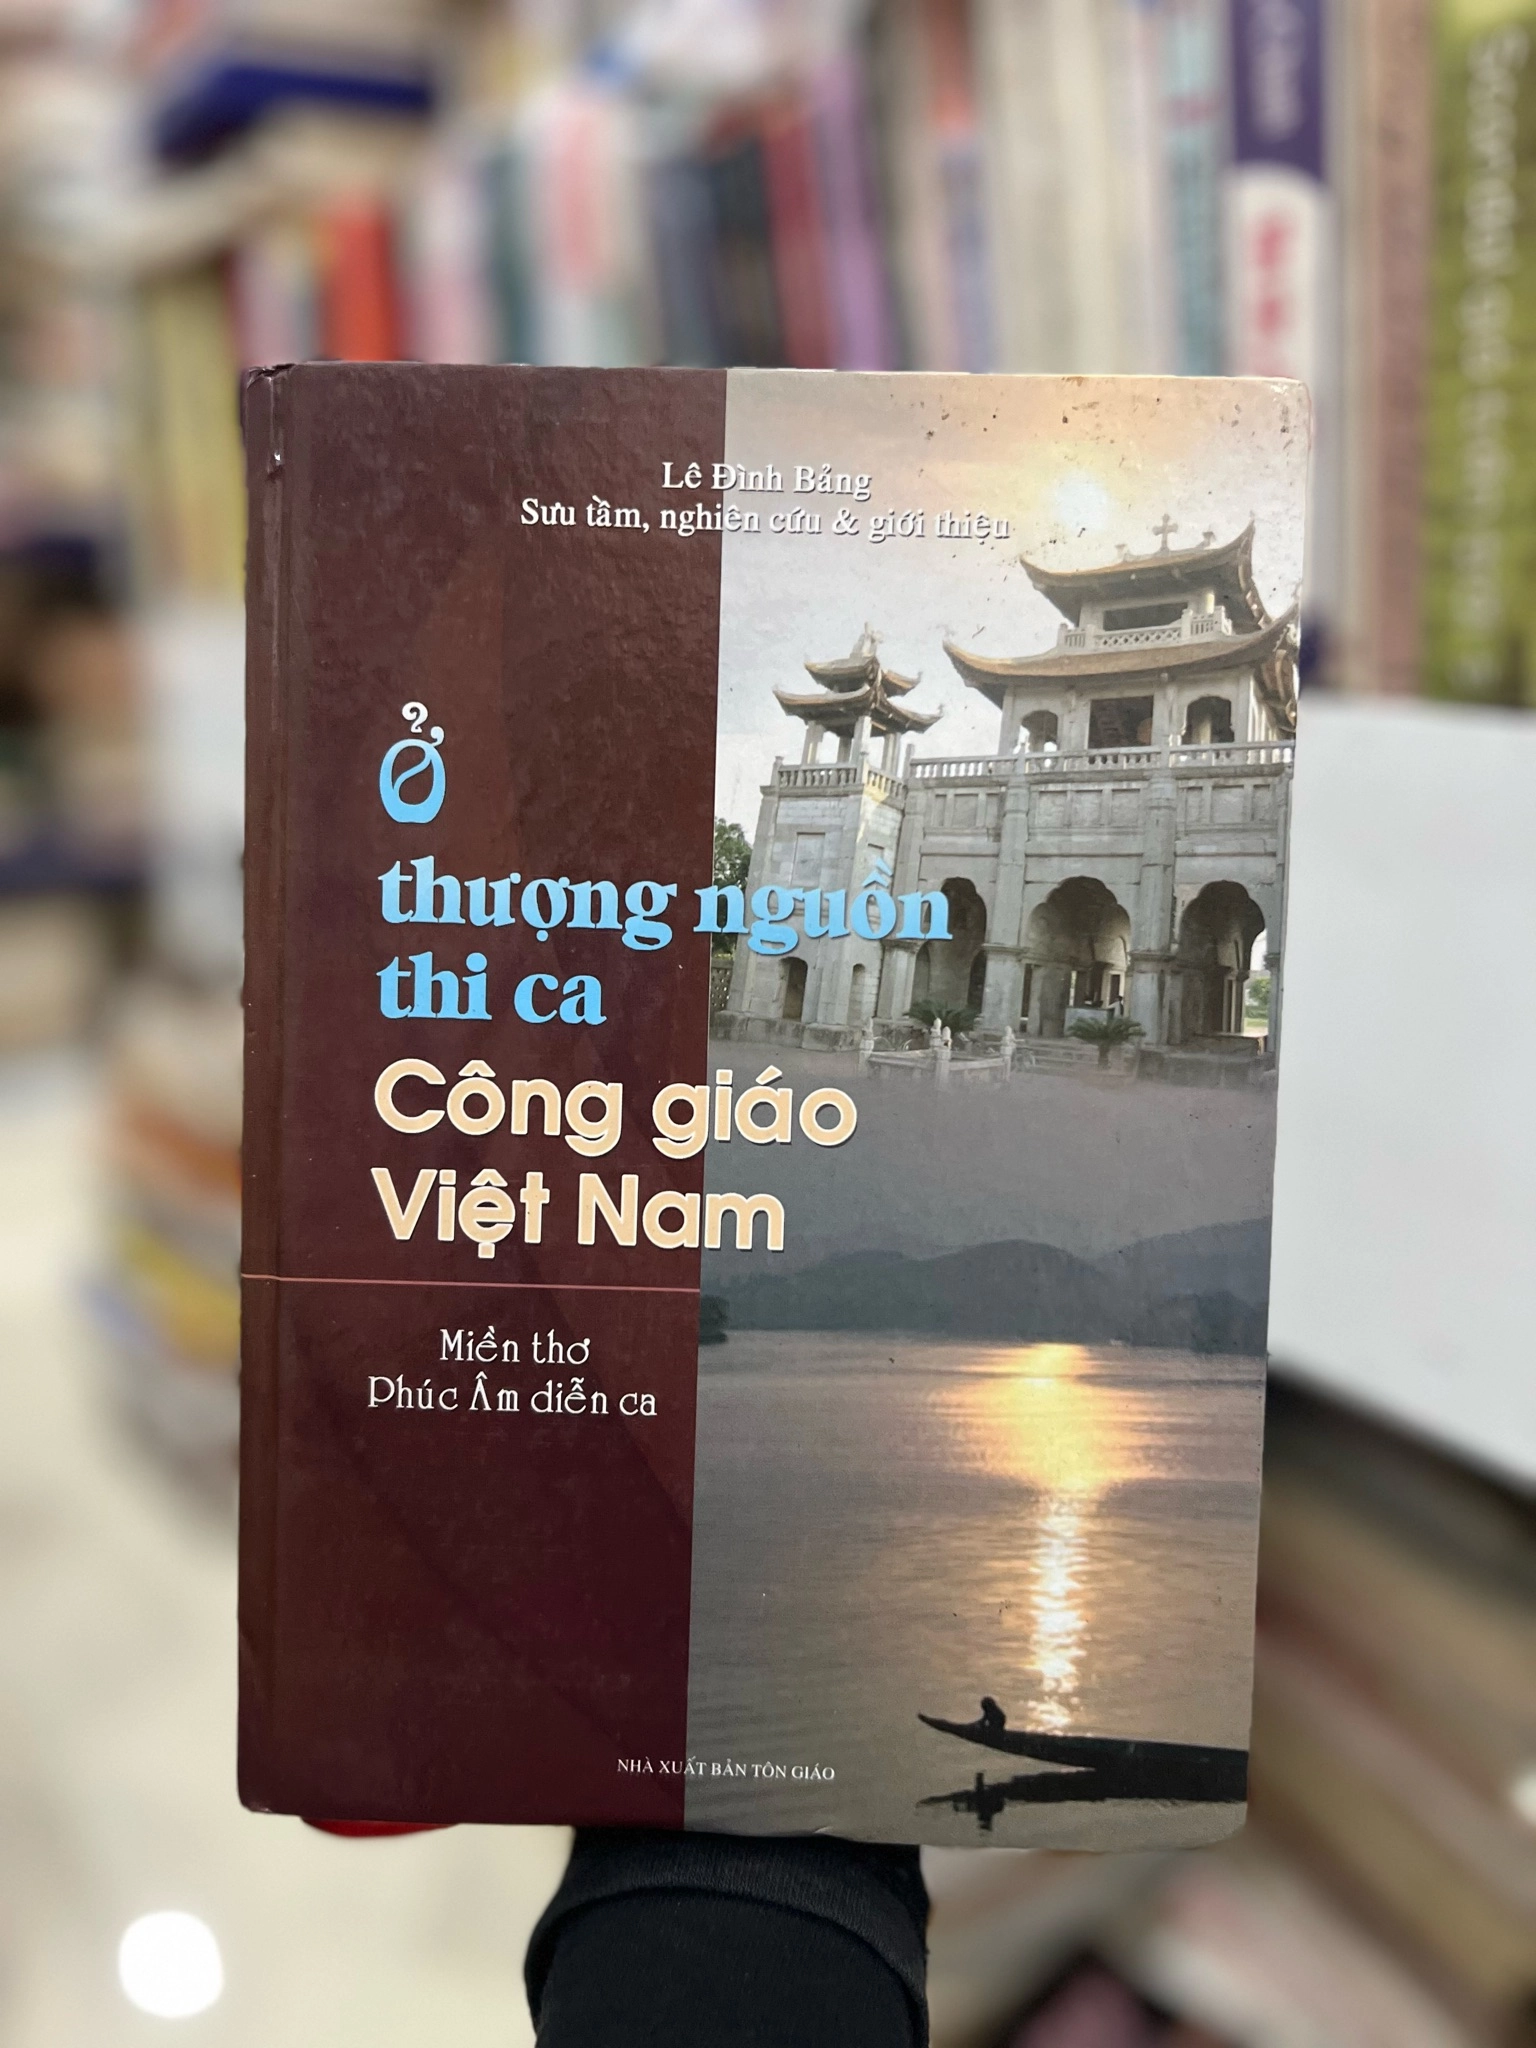 Lê Đình Bảng
Sưu tầm, nghiên cứu & giới thiệu
Ở
thượng nguồn
thi ca
Công giáo
Việt Nam
Miền thơ
Phúc Âm diễn ca
NHÀ XUẤT BẢN TÔN GIÁO